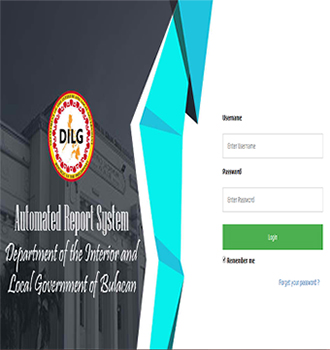 DILG
Automated Report System
Department of the Interior and
Local Government of Bulacan
Username
Enter Username
Password
Enter Password
Login
Remember me
Forget your password?